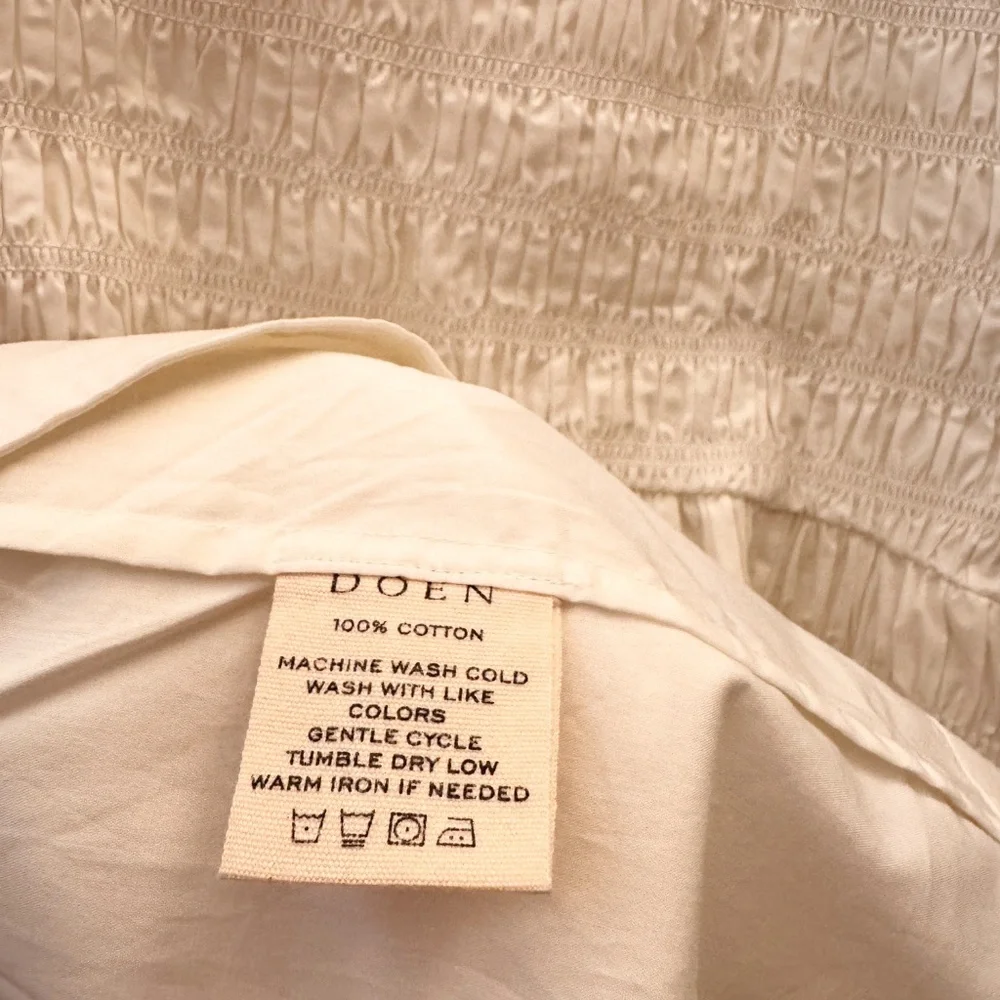 DOEN
100% COTTON
MACHINE WASH COLD
WASH WITH LIKE
COLORS
GENTLE CYCLE
TUMBLE DRY LOW
WARM IRON IF NEEDED